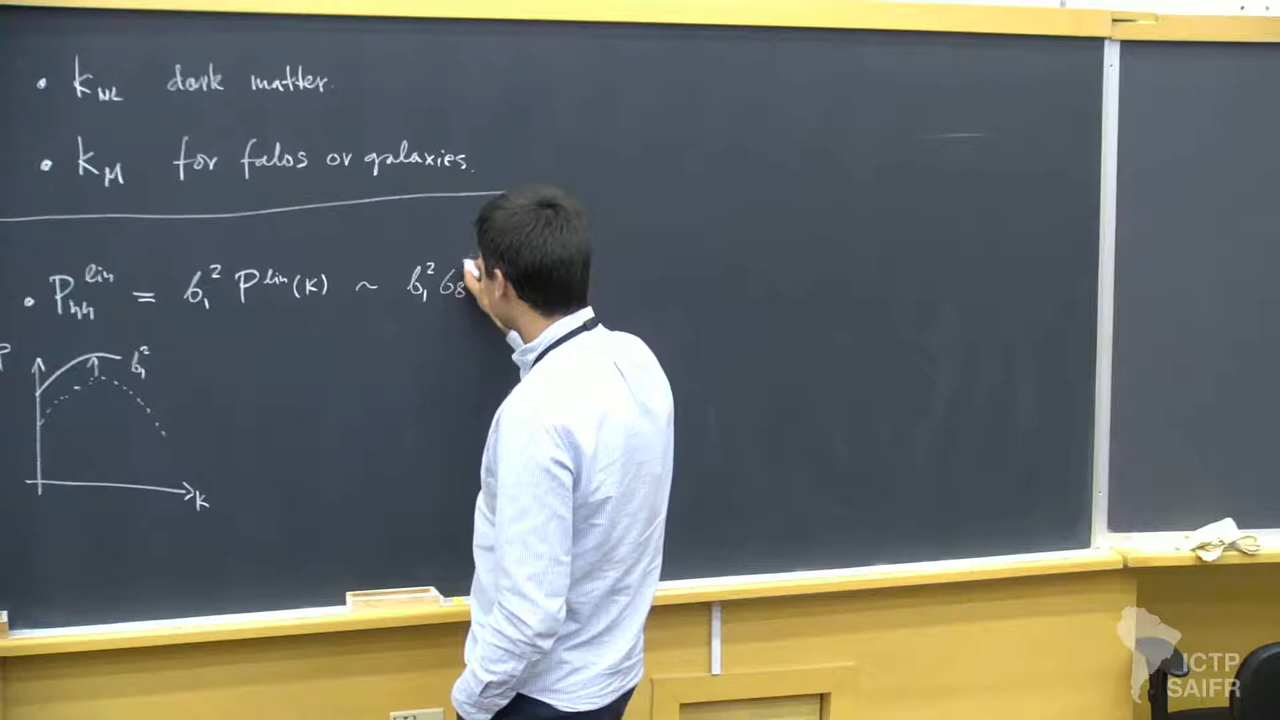 • k_NL dark matter.
• k_M for falos or galaxies.
• P_hh^lin = b_1^2 P^lin(k) ~ b_1^2 σ_8
P
b_1^2
k
ICTP
SAIFR